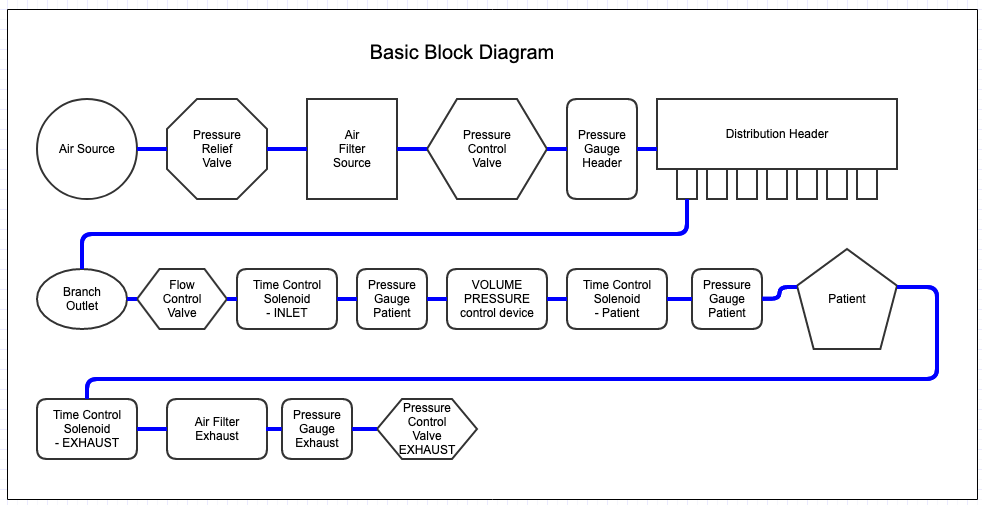 Basic Block Diagram
Air Source
Pressure
Relief
Valve
Air
Filter
Source
Pressure
Control
Valve
Pressure
Gauge
Header
Distribution Header
Branch
Outlet
Flow
Control
Valve
Time Control
Solenoid
- INLET
Pressure
Gauge
Patient
VOLUME
PRESSURE
control device
Time Control
Solenoid
- Patient
Pressure
Gauge
Patient
Patient
Time Control
Solenoid
- EXHAUST
Air Filter
Exhaust
Pressure
Gauge
Exhaust
Pressure
Control
Valve
EXHAUST